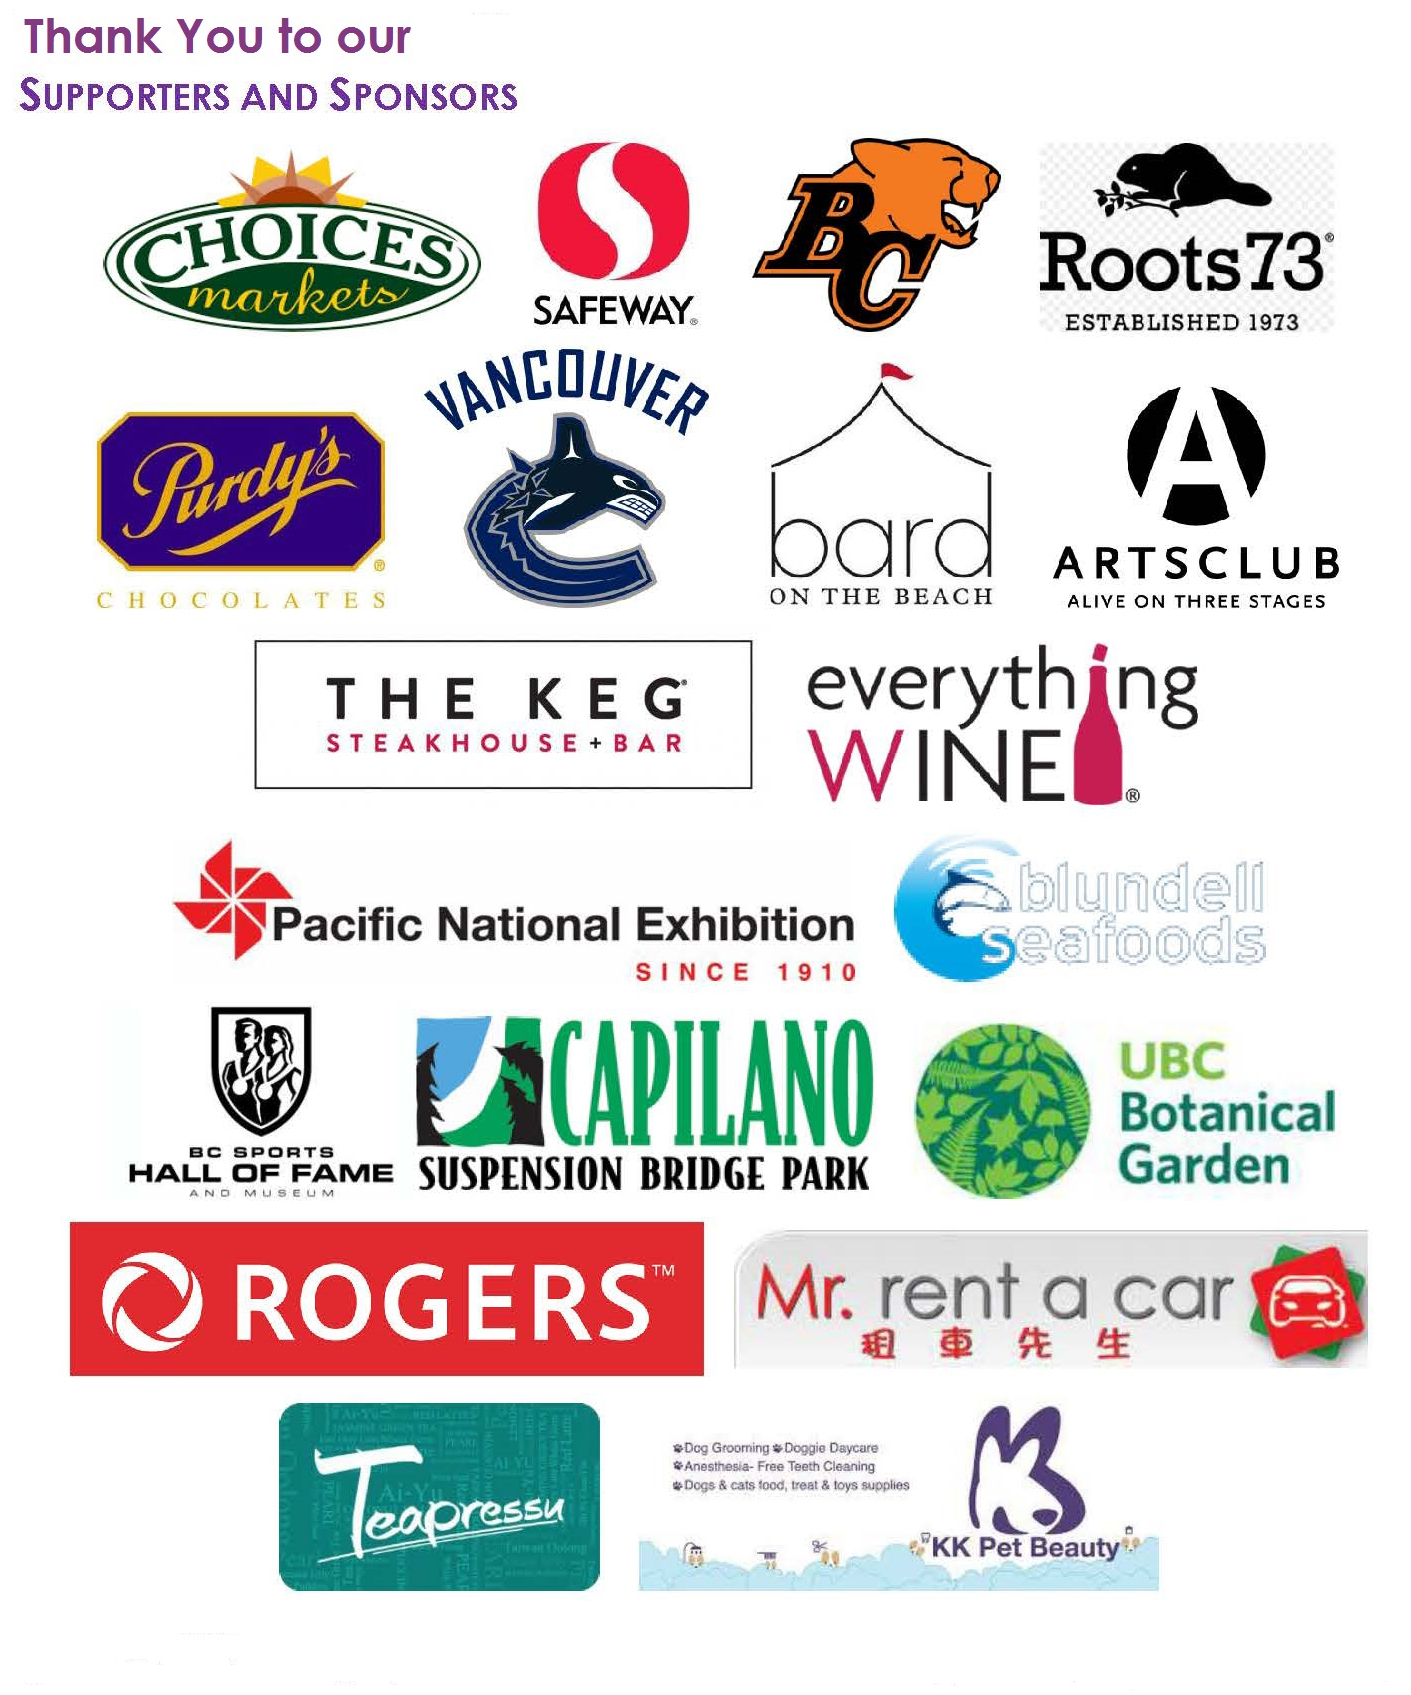 Thank You to our
SUPPORTERS AND SPONSORS
CHOICES
markets
SAFEWAY®
BC
Roots73®
ESTABLISHED 1973
Purdy's®
CHOCOLATES
VANCOUVER
bard
ON THE BEACH
ARTSCLUB
ALIVE ON THREE STAGES
THE KEG®
STEAKHOUSE + BAR
everything
WINE®
Pacific National Exhibition
SINCE 1910
blundell
seafoods
BC SPORTS
HALL OF FAME
AND MUSEUM
CAPILANO
SUSPENSION BRIDGE PARK
UBC
Botanical
Garden
ROGERS™
Mr. rent a car
租車先生
Teapressu
Ai-Yu
Dog Grooming Doggie Daycare
Anesthesia- Free Teeth Cleaning
Dogs & cats food, treat & toys supplies
KK Pet Beauty